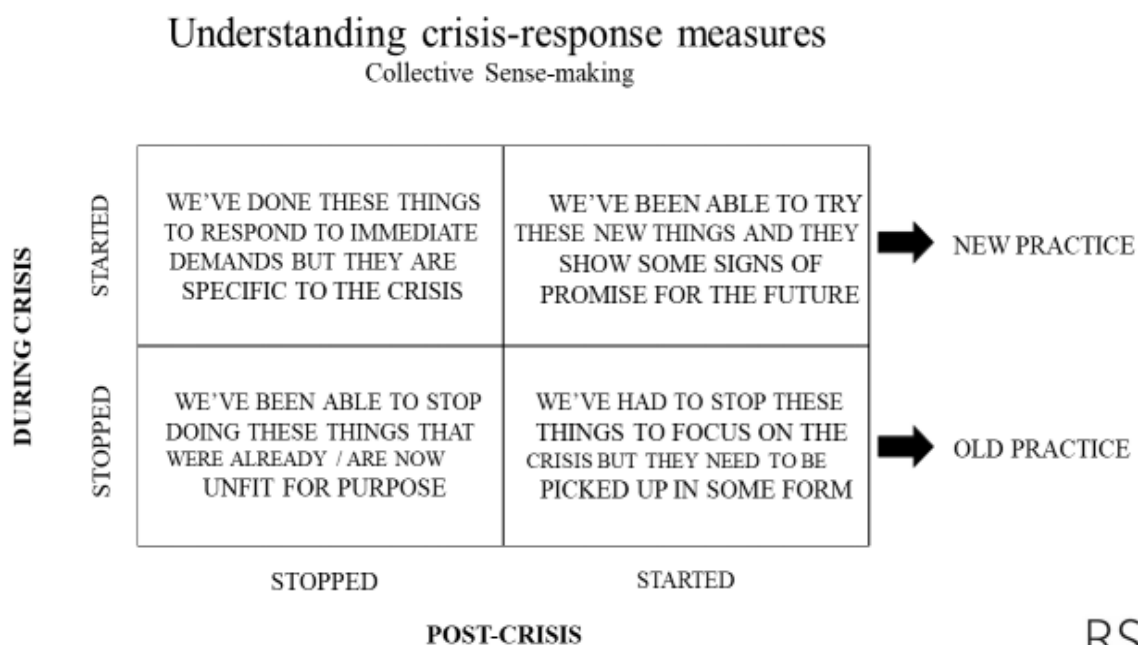 Understanding crisis-response measures
Collective Sense-making
DURING CRISIS
STARTED
WE'VE DONE THESE THINGS
TO RESPOND TO IMMEDIATE
DEMANDS BUT THEY ARE
SPECIFIC TO THE CRISIS
WE'VE BEEN ABLE TO TRY
THESE NEW THINGS AND THEY
SHOW SOME SIGNS OF
PROMISE FOR THE FUTURE
NEW PRACTICE
STOPPED
WE'VE BEEN ABLE TO STOP
DOING THESE THINGS THAT
WERE ALREADY / ARE NOW
UNFIT FOR PURPOSE
WE'VE HAD TO STOP THESE
THINGS TO FOCUS ON THE
CRISIS BUT THEY NEED TO BE
PICKED UP IN SOME FORM
OLD PRACTICE
STOPPED
STARTED
POST-CRISIS